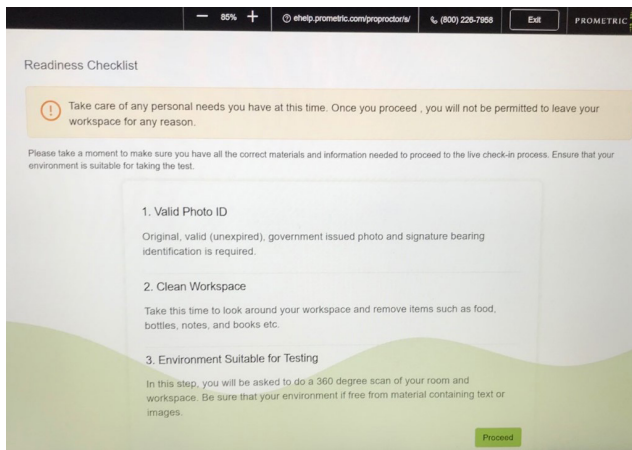 85%
ehelp.prometric.com/proproctor/s/
(800) 226-7958
Exit
PROMETRIC
Readiness Checklist
Take care of any personal needs you have at this time. Once you proceed , you will not be permitted to leave your
workspace for any reason.
Please take a moment to make sure you have all the correct materials and information needed to proceed to the live check-in process. Ensure that your
environment is suitable for taking the test.
1. Valid Photo ID
Original, valid (unexpired), government issued photo and signature bearing
identification is required.
2. Clean Workspace
Take this time to look around your workspace and remove items such as food,
bottles, notes, and books etc.
3. Environment Suitable for Testing
In this step, you will be asked to do a 360 degree scan of your room and
workspace. Be sure that your environment if free from material containing text or
images.
Proceed